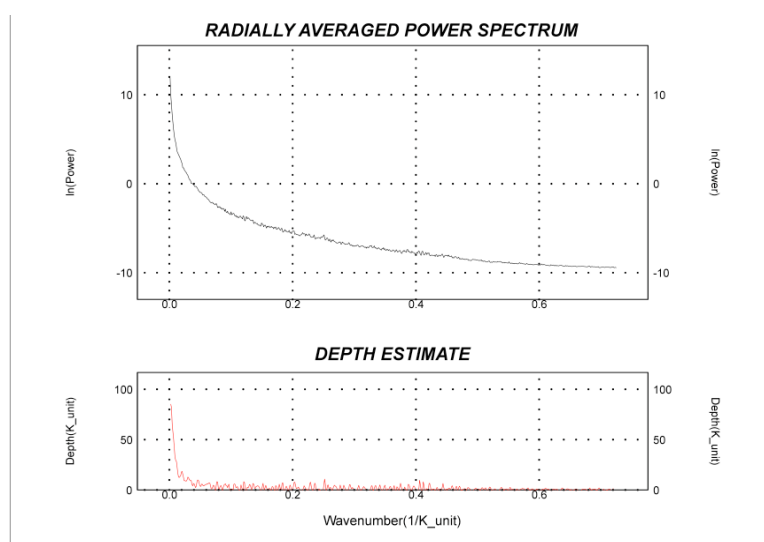 RADIALLY AVERAGED POWER SPECTRUM
ln(Power)
10
0
-10
10
0
-10
ln(Power)
0.0 0.2 0.4 0.6
DEPTH ESTIMATE
Depth(K_unit)
100
50
0
100
50
0
Depth(K_unit)
0.0 0.2 0.4 0.6
Wavenumber(1/K_unit)